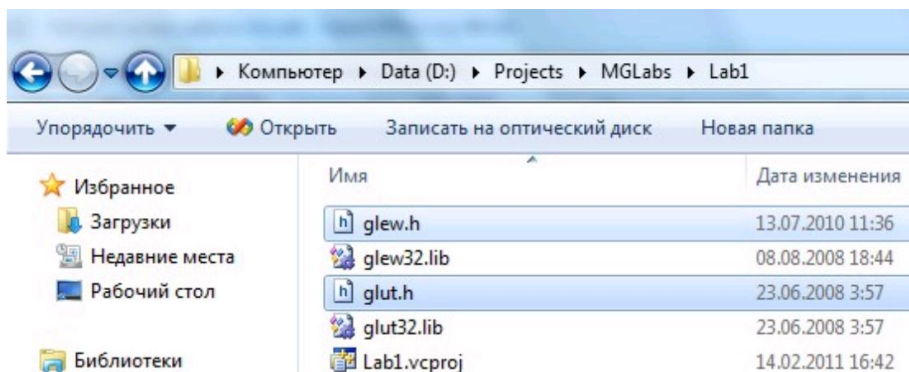 Компьютер ▸ Data (D:) ▸ Projects ▸ MGLabs ▸ Lab1
Упорядочить ▾ Открыть Записать на оптический диск Новая папка
Избранное
Загрузки
Недавние места
Рабочий стол
Библиотеки
Имя Дата изменения
glew.h 13.07.2010 11:36
glew32.lib 08.08.2008 18:44
glut.h 23.06.2008 3:57
glut32.lib 23.06.2008 3:57
Lab1.vcproj 14.02.2011 16:42